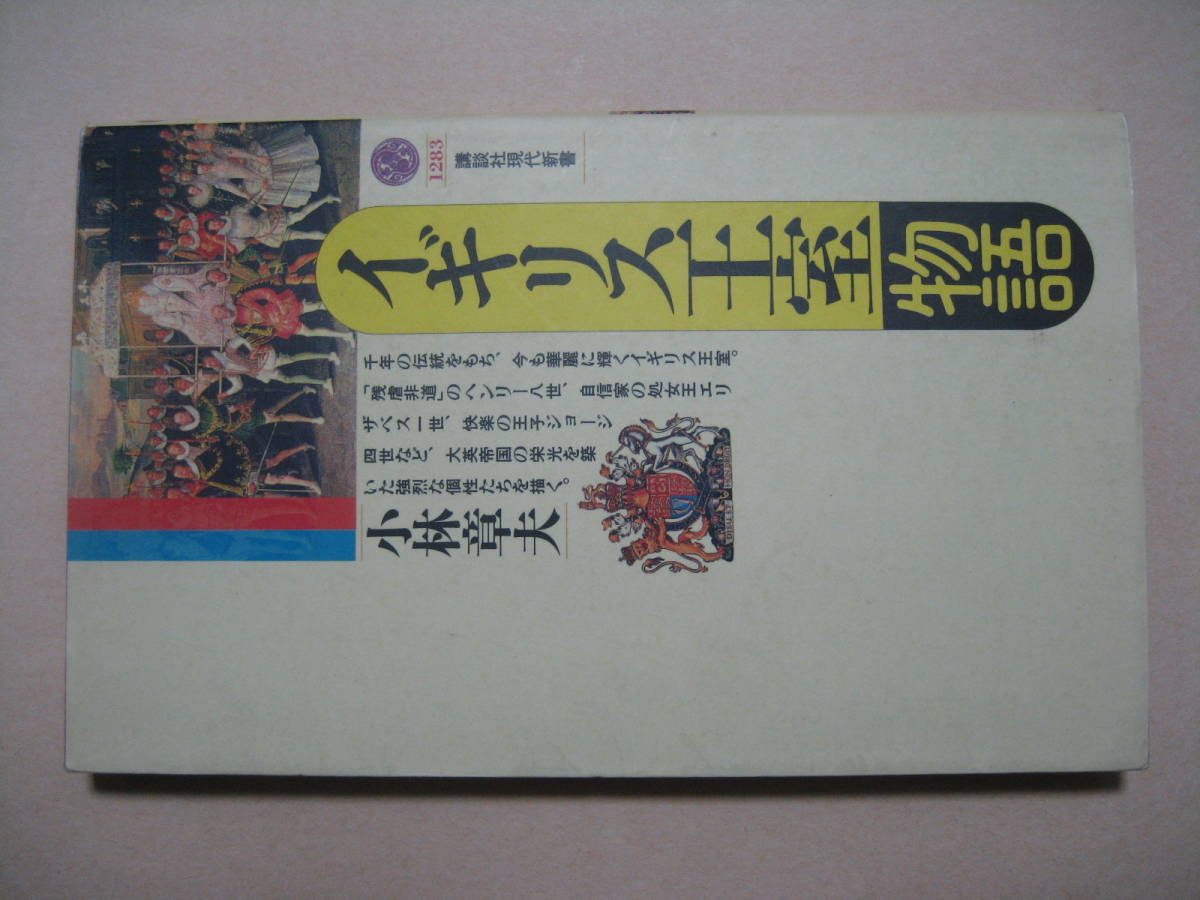 1283
講談社現代新書
イギリス王室物語
千年の伝統をもち、今も華麗に輝くイギリス王室。
「残虐非道」のヘンリー八世、自信家の処女王エリ
ザベス一世、快楽の王子ジョージ
四世など、大英帝国の栄光を築
いた強烈な個性たちを描く。
小林章夫